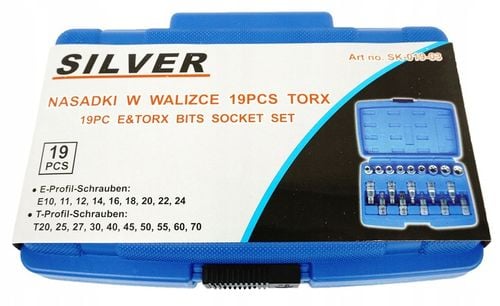 SILVER
Art no. SK-019-03
NASADKI W WALIZCE 19PCS TORX
19PC E&TORX BITS SOCKET SET
19
PCS
• E-Profil-Schrauben:
E10, 11, 12, 14, 16, 18, 20, 22, 24
• T-Profil-Schrauben:
T20, 25, 27, 30, 40, 45, 50, 55, 60, 70